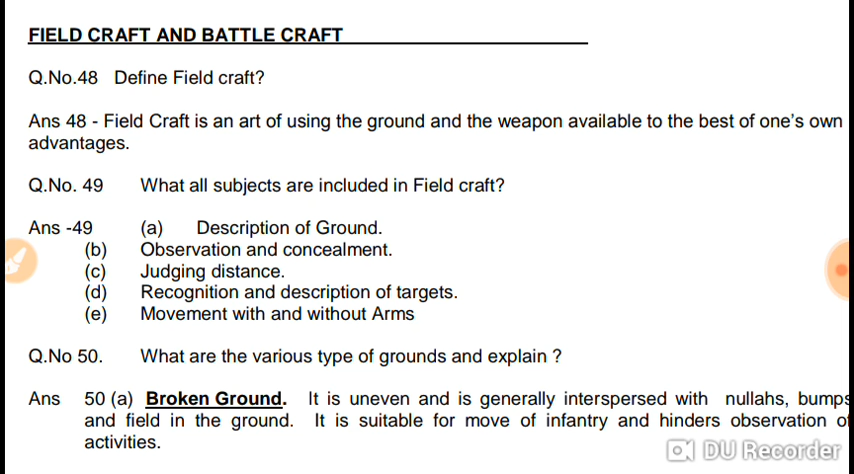 FIELD CRAFT AND BATTLE CRAFT
Q.No.48 Define Field craft?
Ans 48 - Field Craft is an art of using the ground and the weapon available to the best of one's own
advantages.
Q.No. 49 What all subjects are included in Field craft?
Ans -49 (a) Description of Ground.
(b) Observation and concealment.
(c) Judging distance.
(d) Recognition and description of targets.
(e) Movement with and without Arms
Q.No 50. What are the various type of grounds and explain ?
Ans 50 (a) Broken Ground. It is uneven and is generally interspersed with nullahs, bumps
and field in the ground. It is suitable for move of infantry and hinders observation of
activities.
DU Recorder